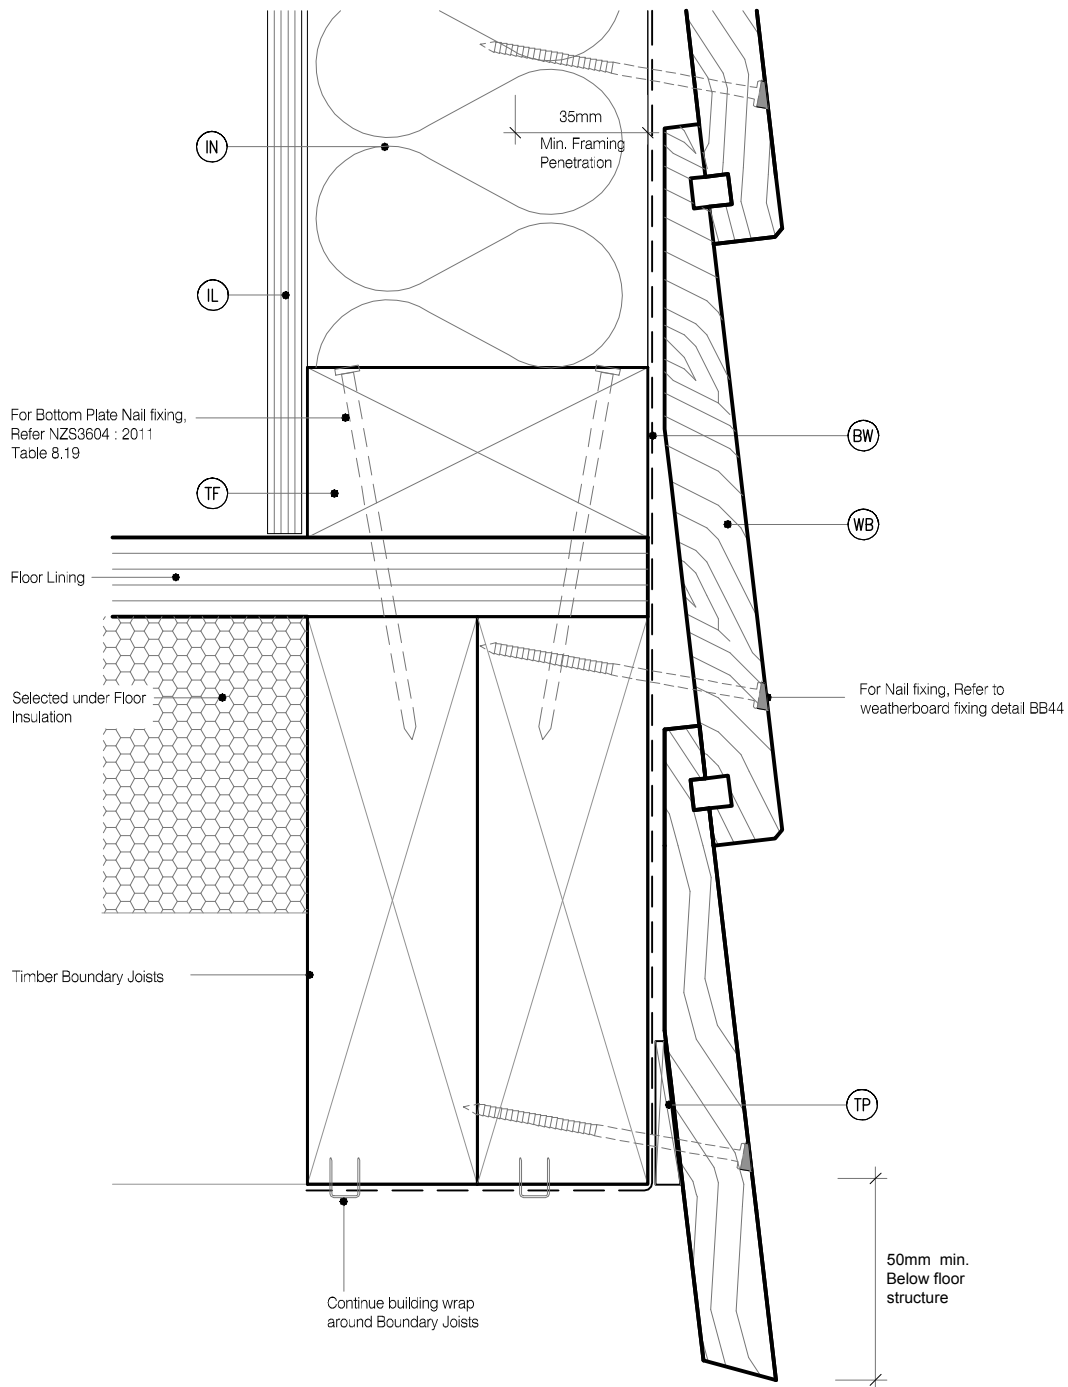 35mm
Min. Framing
Penetration
IN
IL
For Bottom Plate Nail fixing,
Refer NZS3604 : 2011
Table 8.19
BW
TF
WB
Floor Lining
Selected under Floor
Insulation
For Nail fixing, Refer to
weatherboard fixing detail BB44
Timber Boundary Joists
TP
50mm min.
Below floor
structure
Continue building wrap
around Boundary Joists